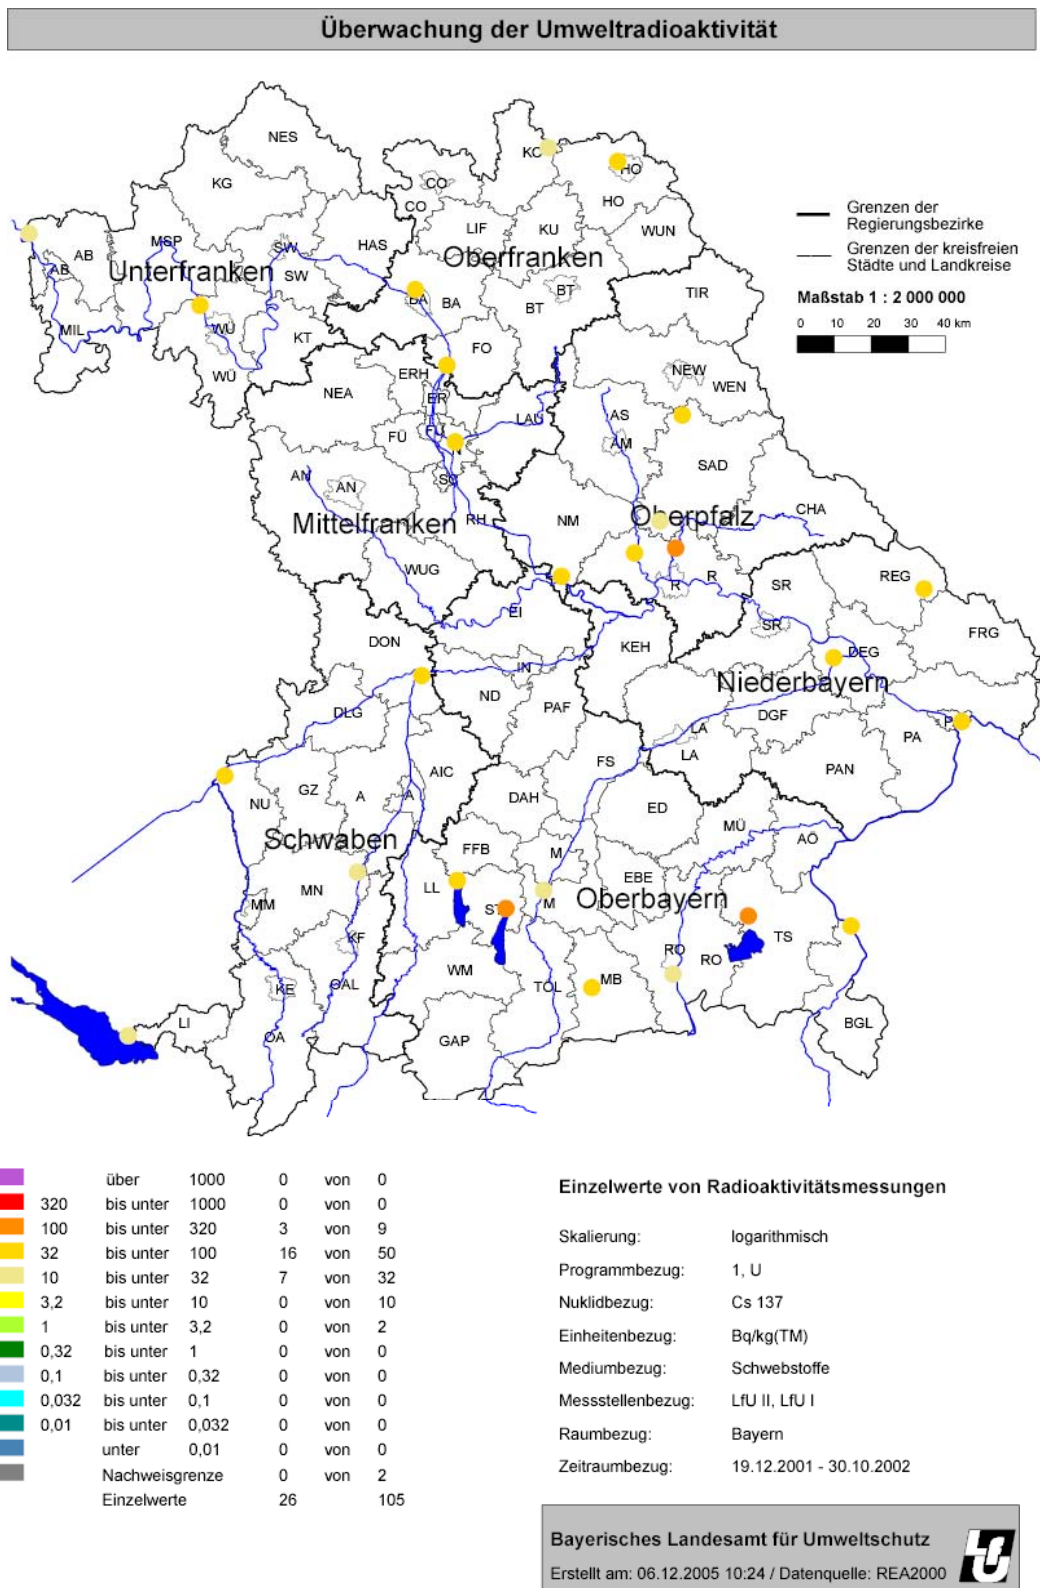 Überwachung der Umweltradioaktivität
NES
KG
KC
HO
HO
CO
CO
LIF
KU
WUN
HAS
AB
AB
MSP
SW
SW
Unterfranken
Oberfranken
Grenzen der
Regierungsbezirke
Grenzen der kreisfreien
Städte und Landkreise
Maßstab 1 : 2 000 000
0 10 20 30 40 km
BA
BA
BT
BT
TIR
MIL
WÜ
WÜ
KT
FO
ERH
NEA
ER
NEW
WEN
LAU
AS
AM
FÜ
FÜ
N
SAD
AN
AN
SC
RH
NM
CHA
Mittelfranken
Oberpfalz
WUG
R
R
SR
SR
REG
FRG
EI
DON
KEH
DEG
IN
Niederbayern
ND
PAF
DLG
DGF
LA
LA
PA
P
PAN
NU
GZ
A
A
AIC
FS
DAH
ED
MÜ
AÖ
Schwaben
FFB
M
M
EBE
MN
MM
LL
ST
Oberbayern
KF
RO
RO
TS
WM
TÖL
MB
KE
OAL
LI
OA
GAP
BGL
über 1000 0 von 0
320 bis unter 1000 0 von 0
100 bis unter 320 3 von 9
32 bis unter 100 16 von 50
10 bis unter 32 7 von 32
3,2 bis unter 10 0 von 10
1 bis unter 3,2 0 von 2
0,32 bis unter 1 0 von 0
0,1 bis unter 0,32 0 von 0
0,032 bis unter 0,1 0 von 0
0,01 bis unter 0,032 0 von 0
unter 0,01 0 von 0
Nachweisgrenze 0 von 2
Einzelwerte 26 105
Einzelwerte von Radioaktivitätsmessungen
Skalierung: logarithmisch
Programmbezug: 1, U
Nuklidbezug: Cs 137
Einheitenbezug: Bq/kg(TM)
Mediumbezug: Schwebstoffe
Messstellenbezug: LfU II, LfU I
Raumbezug: Bayern
Zeitraumbezug: 19.12.2001 - 30.10.2002
Bayerisches Landesamt für Umweltschutz
Erstellt am: 06.12.2005 10:24 / Datenquelle: REA2000
LfU